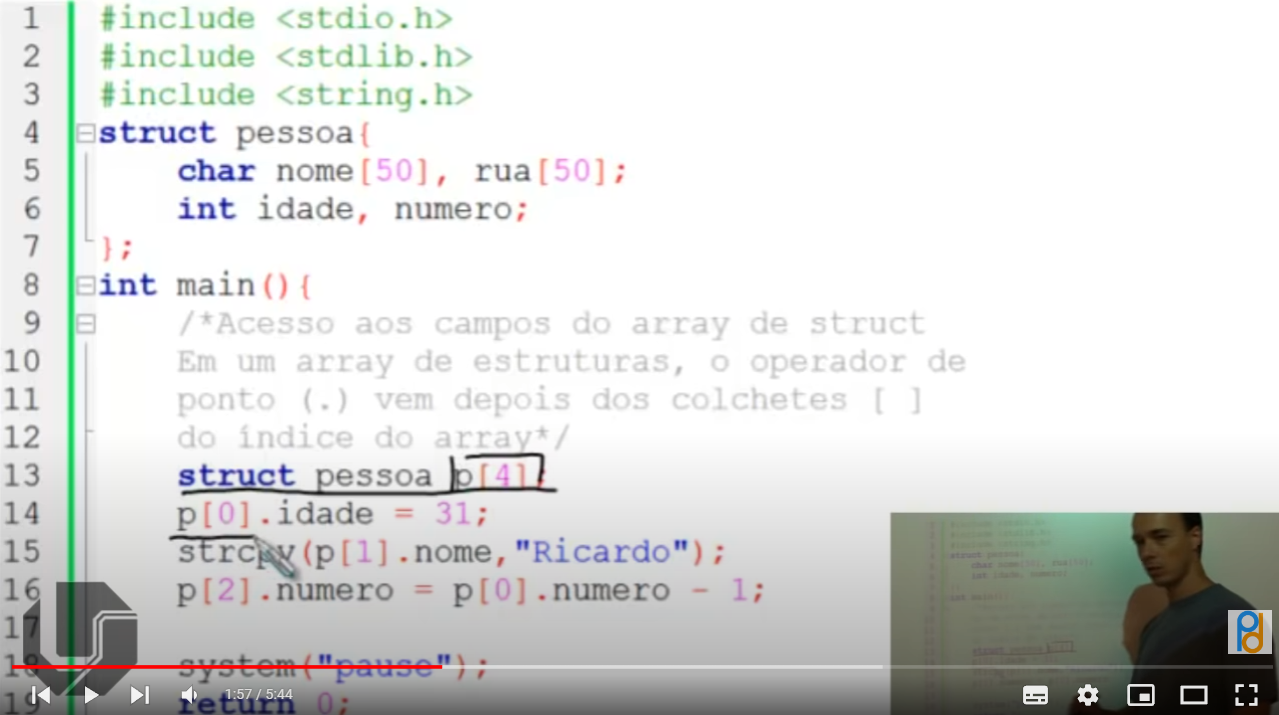 1 #include <stdio.h>
2 #include <stdlib.h>
3 #include <string.h>
4 struct pessoa{
5 char nome[50], rua[50];
6 int idade, numero;
7 };
8 int main(){
9 /*Acesso aos campos do array de struct
10 Em um array de estruturas, o operador de
11 ponto (.) vem depois dos colchetes [ ]
12 do índice do array*/
13 struct pessoa p[4];
14 p[0].idade = 31;
15 strcpy(p[1].nome,"Ricardo");
16 p[2].numero = p[0].numero - 1;
17
18 system("pause");
19 return 0;
1:57 / 5:44